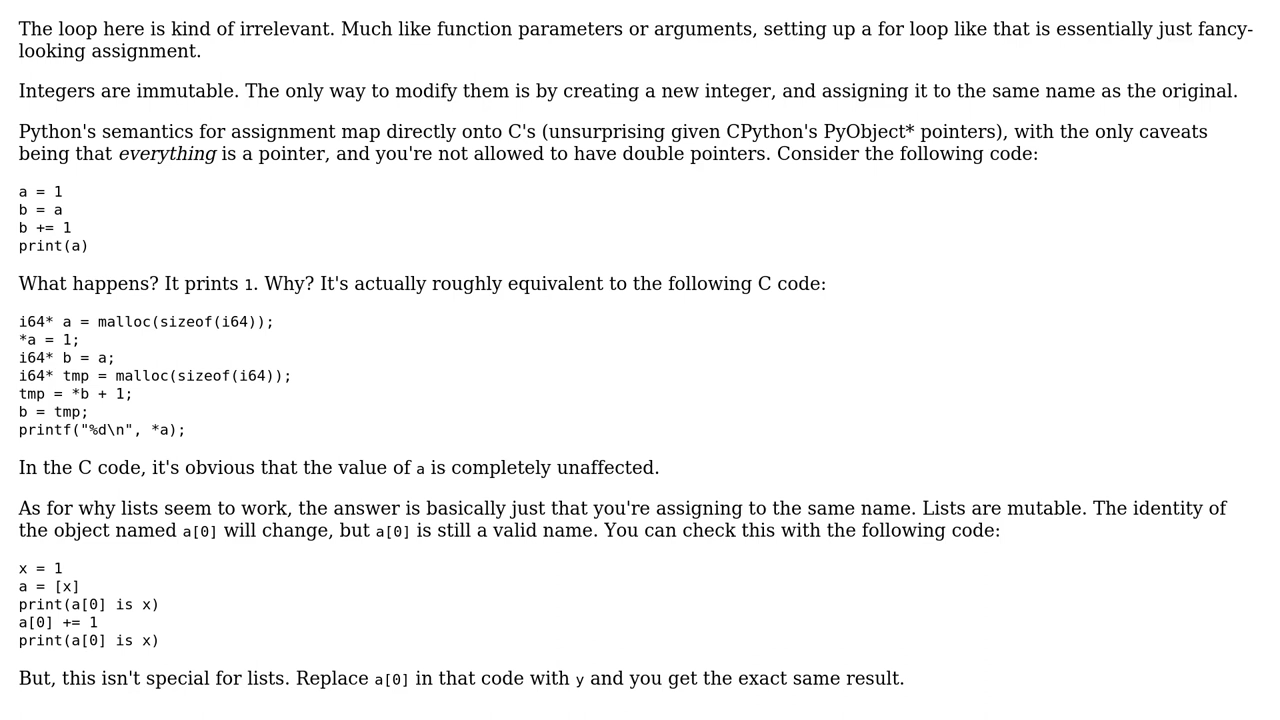 The loop here is kind of irrelevant. Much like function parameters or arguments, setting up a for loop like that is essentially just fancy-
looking assignment.
Integers are immutable. The only way to modify them is by creating a new integer, and assigning it to the same name as the original.
Python's semantics for assignment map directly onto C's (unsurprising given CPython's PyObject* pointers), with the only caveats
being that everything is a pointer, and you're not allowed to have double pointers. Consider the following code:
a = 1
b = a
b += 1
print(a)
What happens? It prints 1. Why? It's actually roughly equivalent to the following C code:
i64* a = malloc(sizeof(i64));
*a = 1;
i64* b = a;
i64* tmp = malloc(sizeof(i64));
tmp = *b + 1;
b = tmp;
printf("%d\n", *a);
In the C code, it's obvious that the value of a is completely unaffected.
As for why lists seem to work, the answer is basically just that you're assigning to the same name. Lists are mutable. The identity of
the object named a[0] will change, but a[0] is still a valid name. You can check this with the following code:
x = 1
a = [x]
print(a[0] is x)
a[0] += 1
print(a[0] is x)
But, this isn't special for lists. Replace a[0] in that code with y and you get the exact same result.